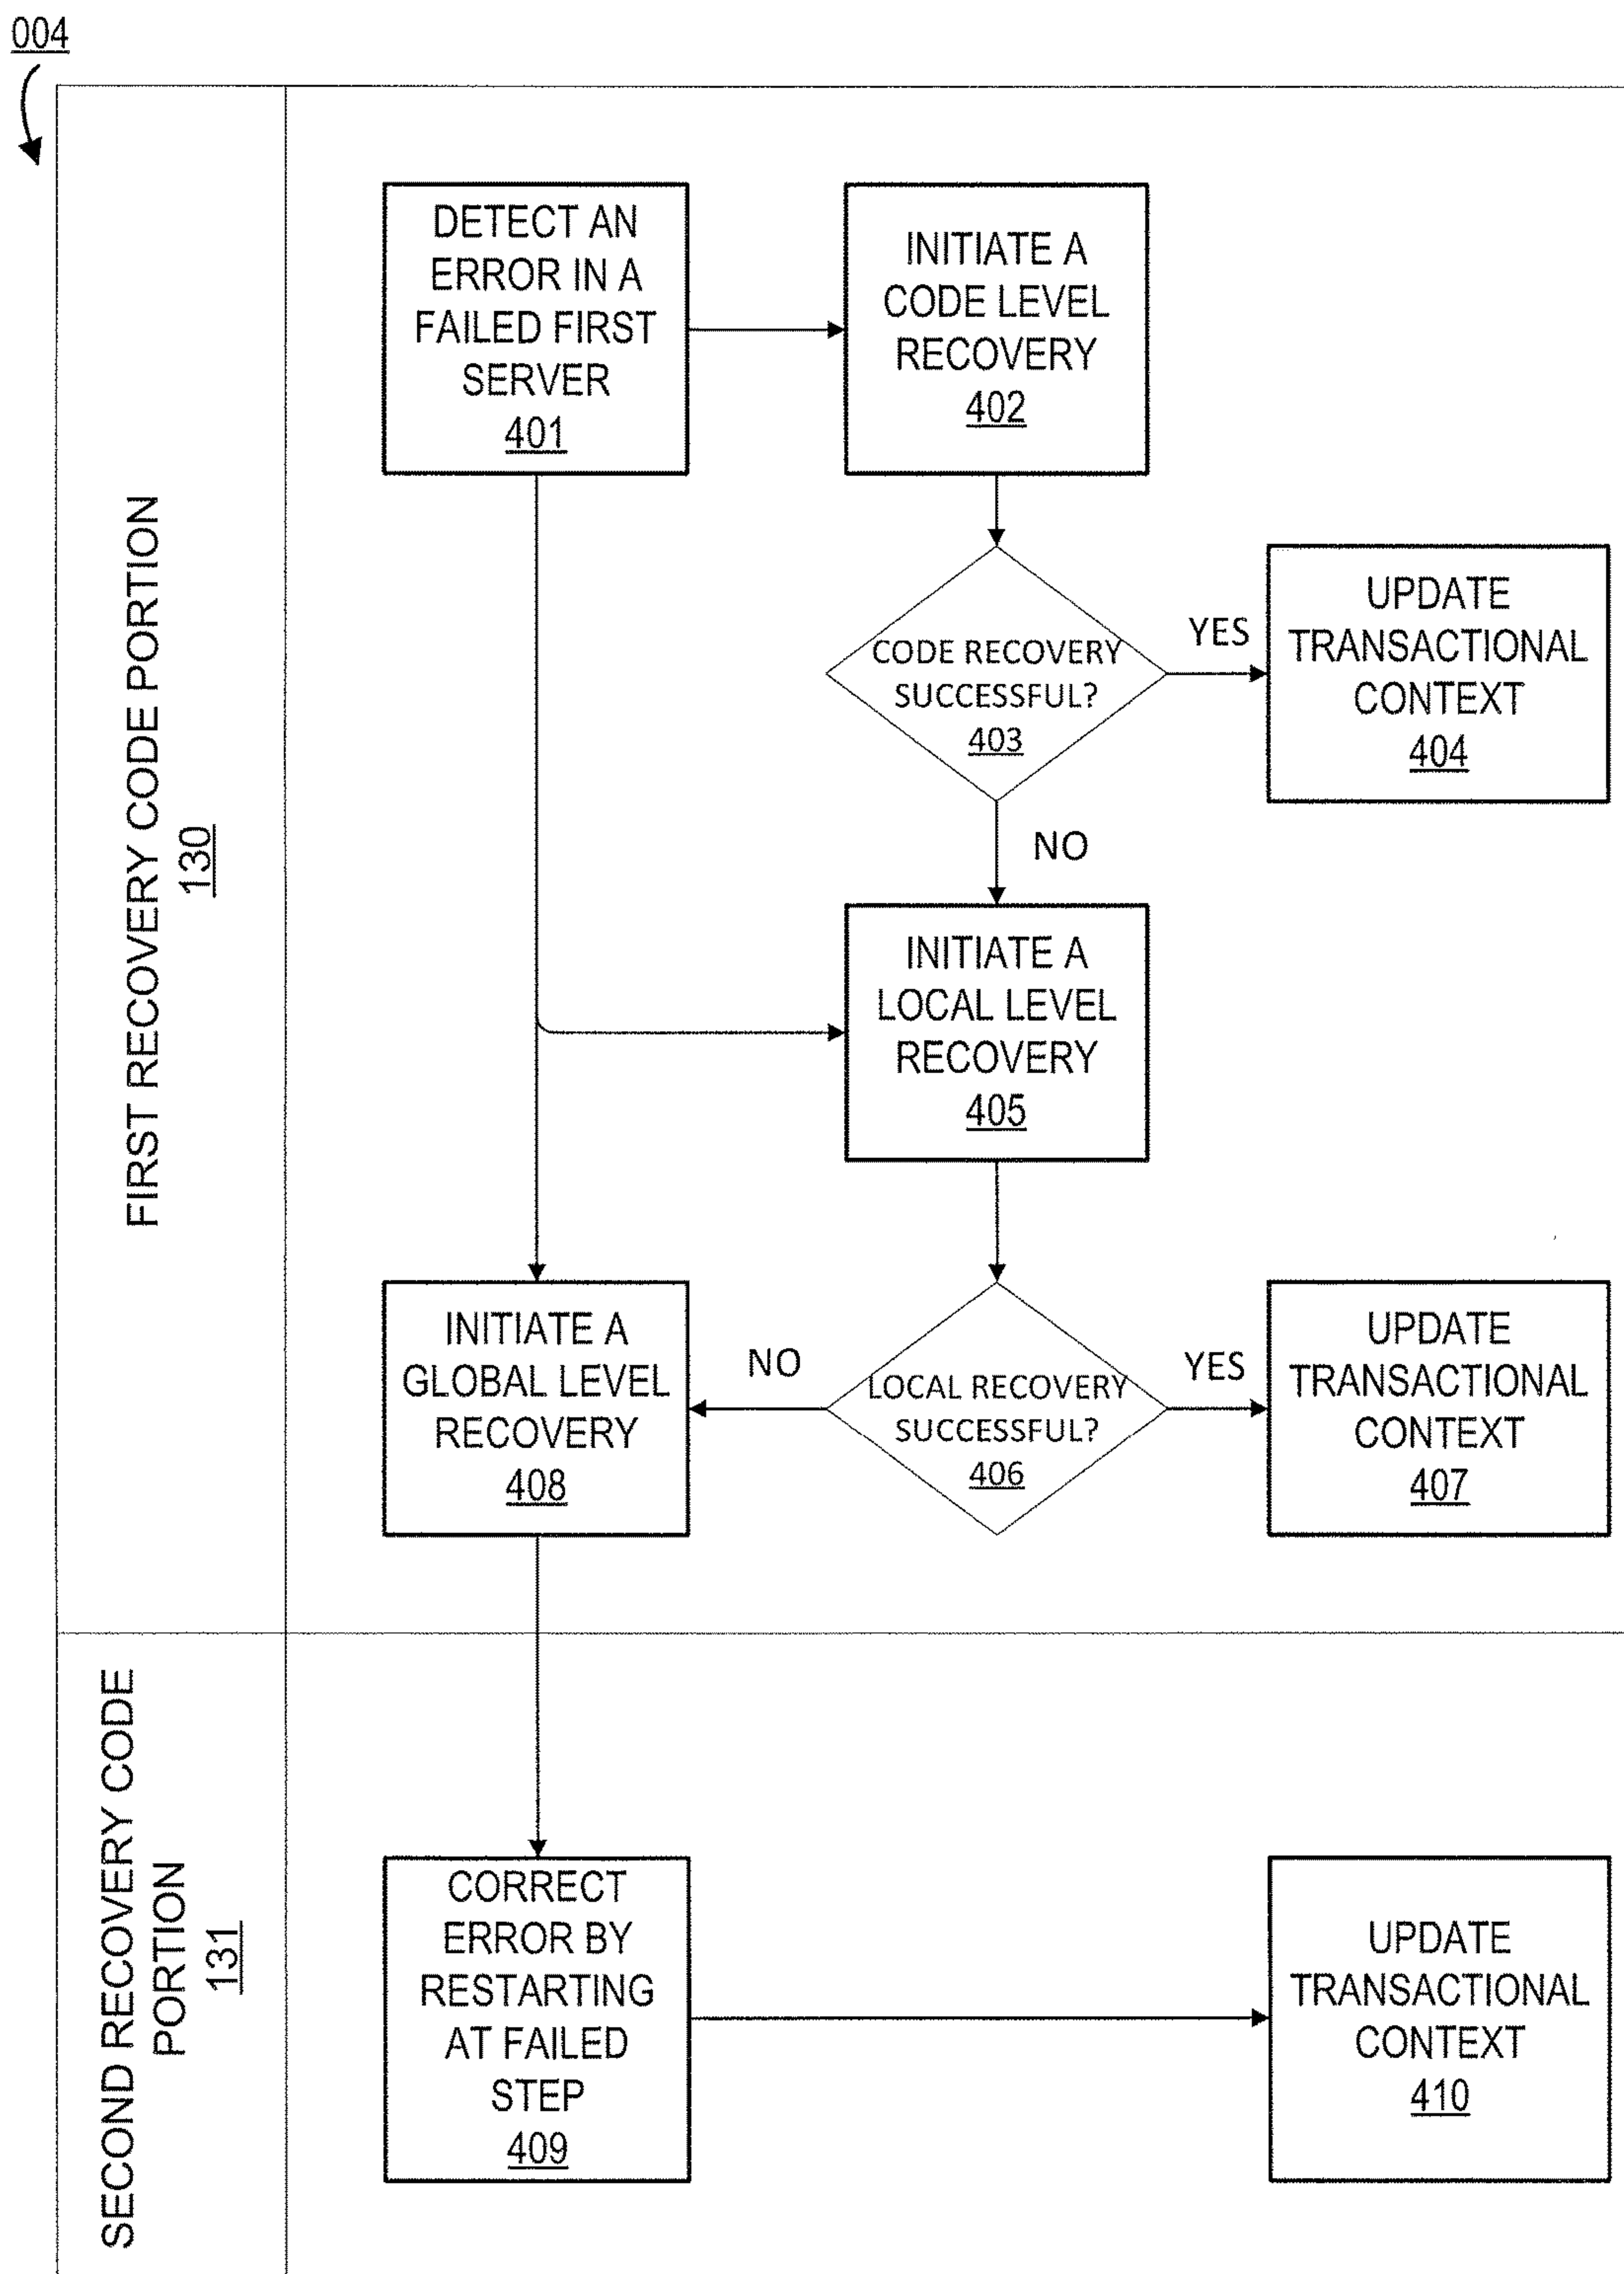 004
FIRST RECOVERY CODE PORTION
130
DETECT AN
ERROR IN A
FAILED FIRST
SERVER
401
INITIATE A
CODE LEVEL
RECOVERY
402
CODE RECOVERY
SUCCESSFUL?
403
YES
UPDATE
TRANSACTIONAL
CONTEXT
404
NO
INITIATE A
LOCAL LEVEL
RECOVERY
405
INITIATE A
GLOBAL LEVEL
RECOVERY
408
NO
LOCAL RECOVERY
SUCCESSFUL?
406
YES
UPDATE
TRANSACTIONAL
CONTEXT
407
SECOND RECOVERY CODE
PORTION
131
CORRECT
ERROR BY
RESTARTING
AT FAILED
STEP
409
UPDATE
TRANSACTIONAL
CONTEXT
410